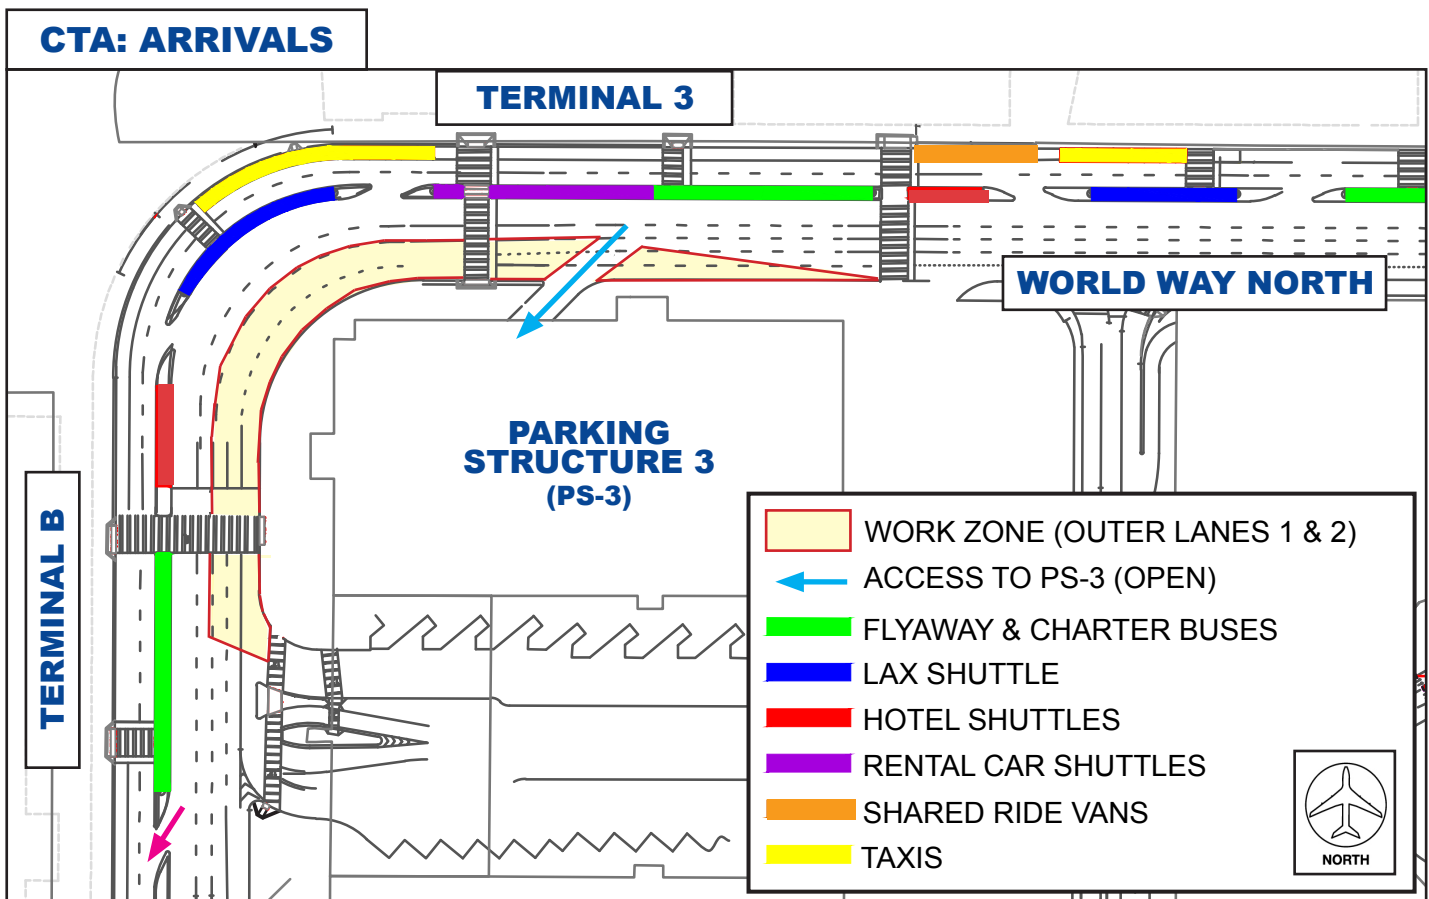 CTA: ARRIVALS
TERMINAL 3
WORLD WAY NORTH
PARKING
STRUCTURE 3
(PS-3)
TERMINAL B
WORK ZONE (OUTER LANES 1 & 2)
ACCESS TO PS-3 (OPEN)
FLYAWAY & CHARTER BUSES
LAX SHUTTLE
HOTEL SHUTTLES
RENTAL CAR SHUTTLES
SHARED RIDE VANS
TAXIS
NORTH